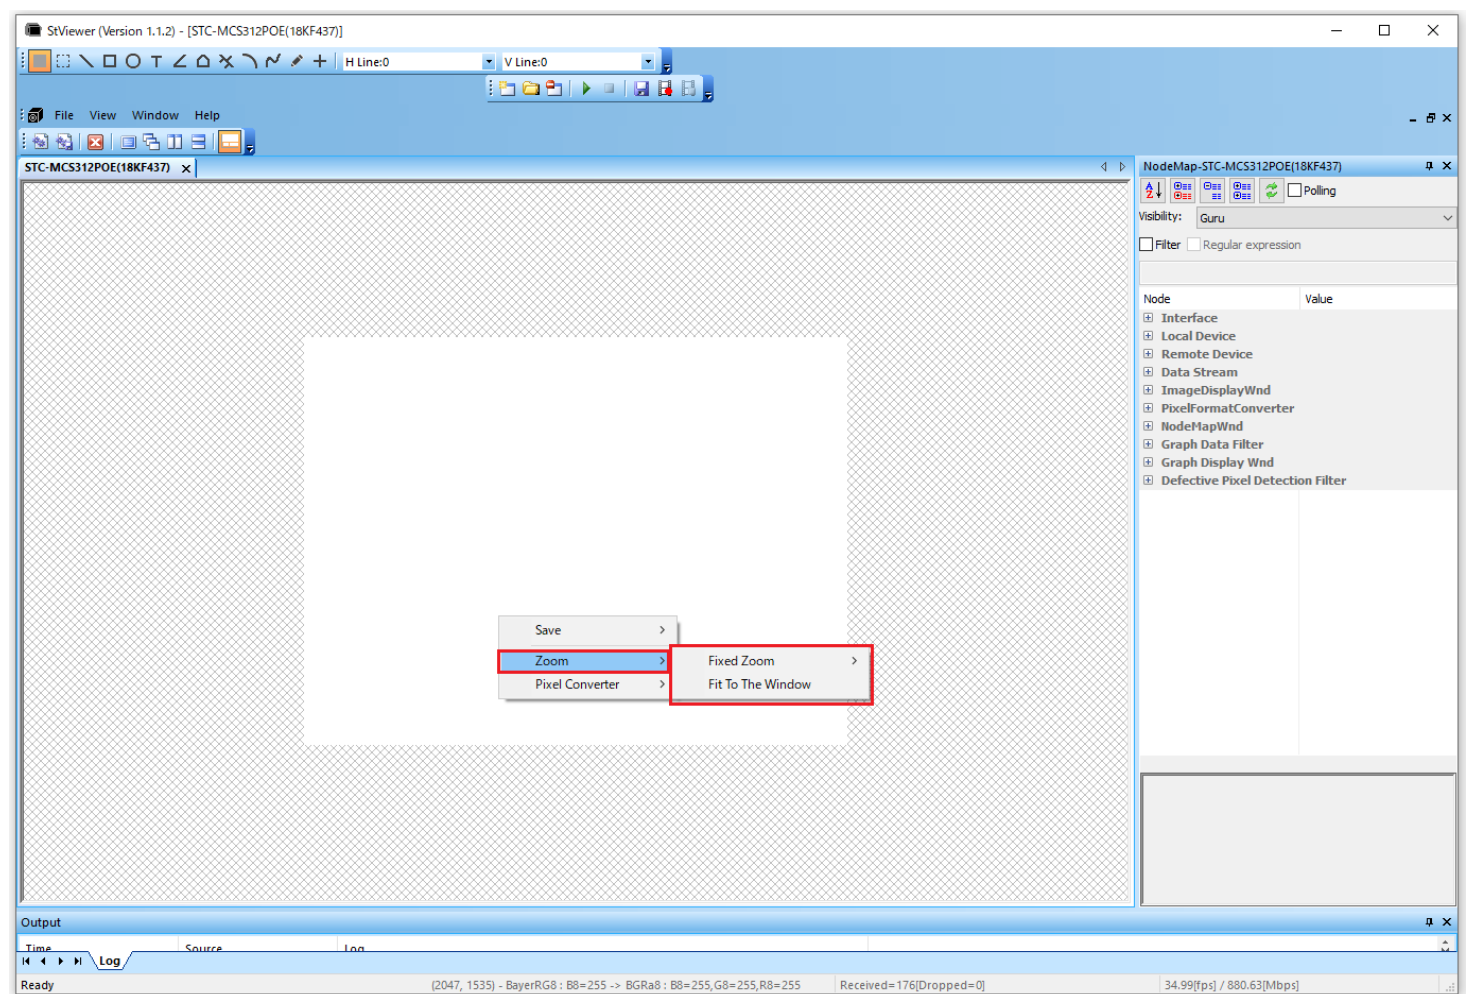 StViewer (Version 1.1.2) - [STC-MCS312POE(18KF437)]
H Line:0
V Line:0
File View Window Help
STC-MCS312POE(18KF437)
NodeMap-STC-MCS312POE(18KF437)
Polling
Visibility: Guru
Filter Regular expression
Node Value
Interface
Local Device
Remote Device
Data Stream
ImageDisplayWnd
PixelFormatConverter
NodeMapWnd
Graph Data Filter
Graph Display Wnd
Defective Pixel Detection Filter
Save
Zoom
Pixel Converter
Fixed Zoom
Fit To The Window
Output
Time Source Log
Log
Ready (2047, 1535) - BayerRG8 : B8=255 -> BGRa8 : B8=255,G8=255,R8=255 Received=176[Dropped=0] 34.99[fps] / 880.63[Mbps]